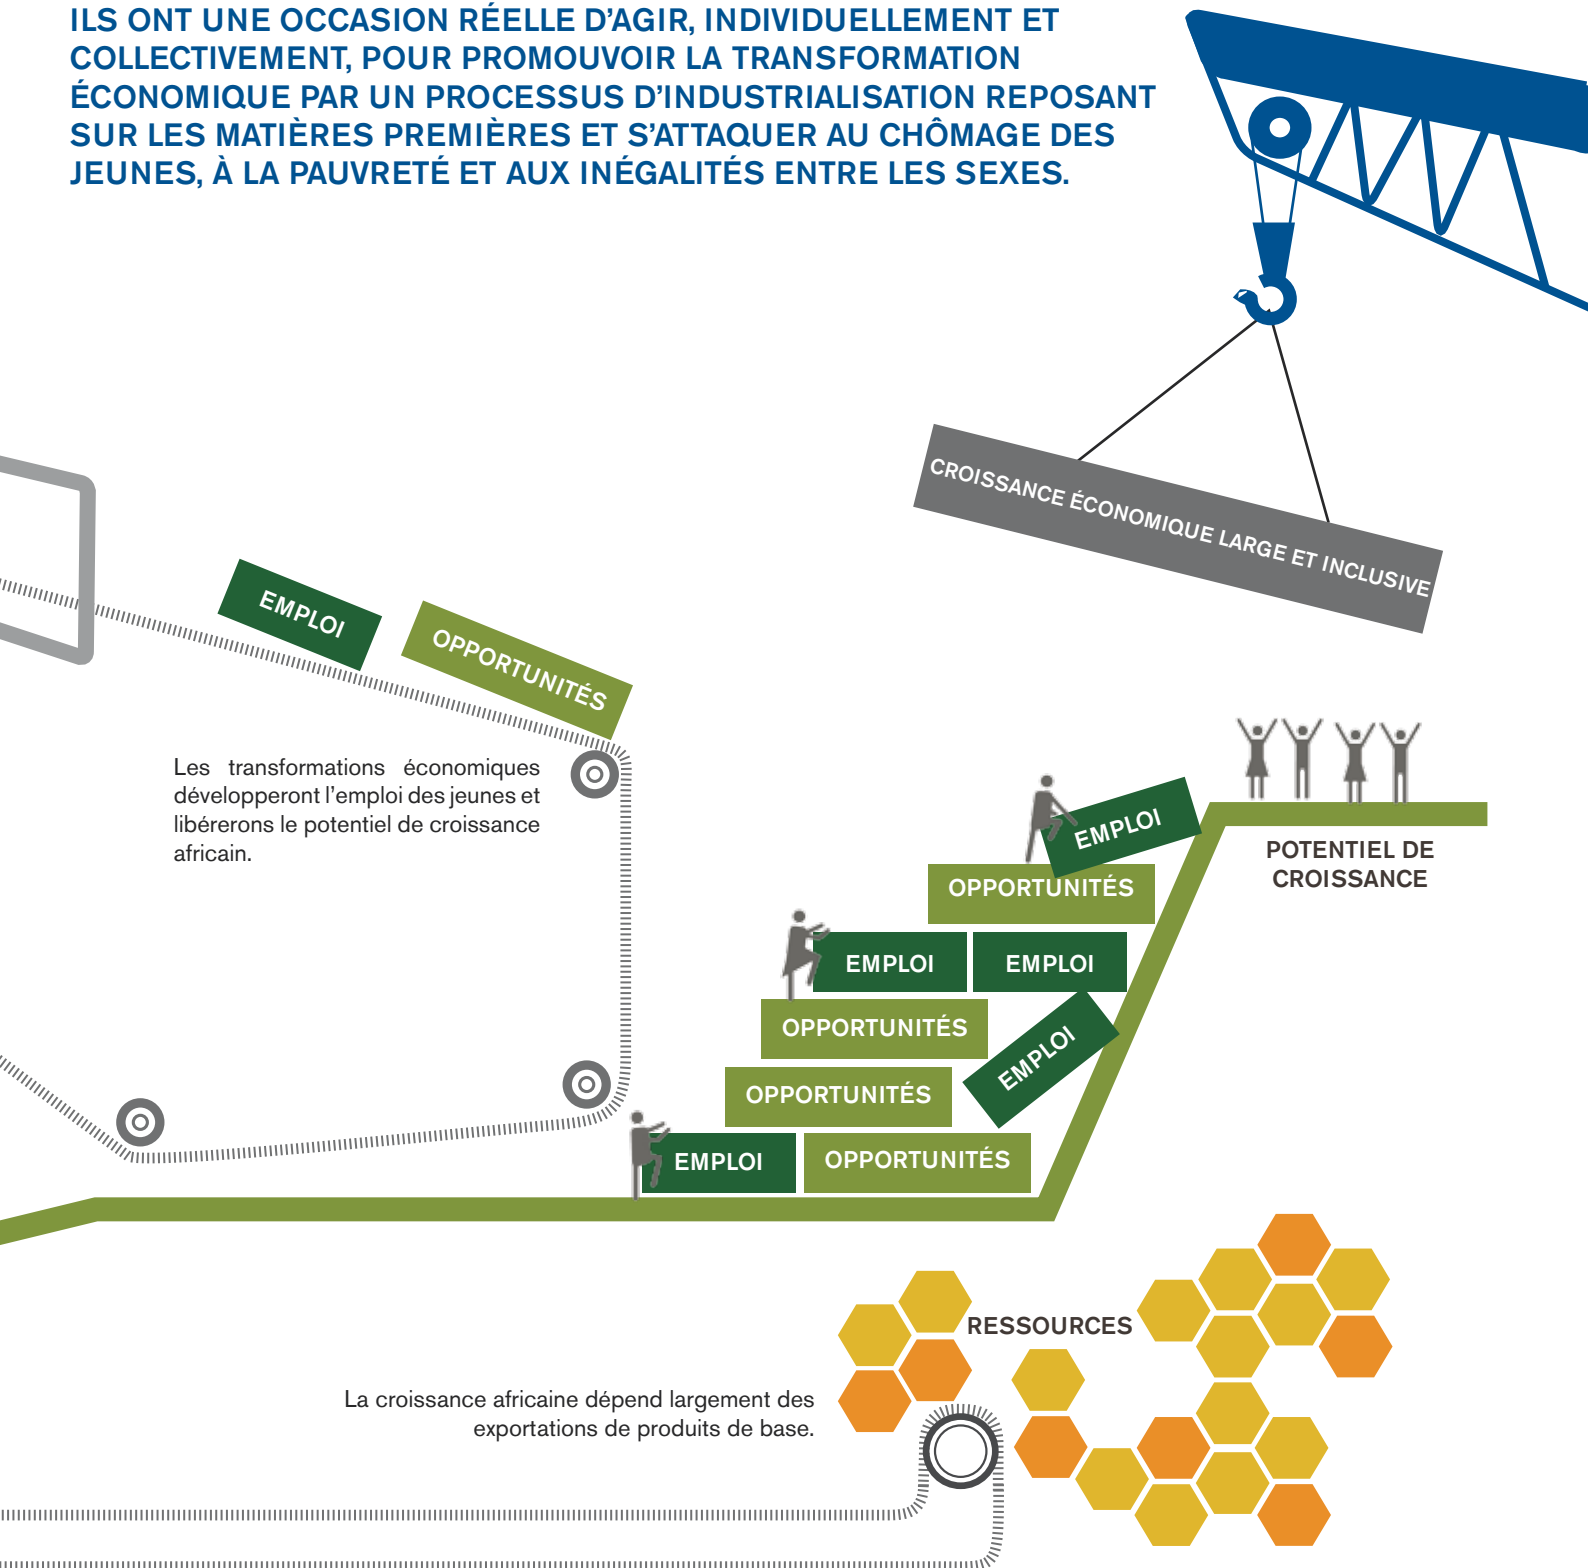 ILS ONT UNE OCCASION RÉELLE D’AGIR, INDIVIDUELLEMENT ET
COLLECTIVEMENT, POUR PROMOUVOIR LA TRANSFORMATION
ÉCONOMIQUE PAR UN PROCESSUS D’INDUSTRIALISATION REPOSANT
SUR LES MATIÈRES PREMIÈRES ET S’ATTAQUER AU CHÔMAGE DES
JEUNES, À LA PAUVRETÉ ET AUX INÉGALITÉS ENTRE LES SEXES.
CROISSANCE ÉCONOMIQUE LARGE ET INCLUSIVE
EMPLOI
OPPORTUNITÉS
Les transformations économiques
développeront l’emploi des jeunes et
libérerons le potentiel de croissance
africain.
EMPLOI
POTENTIEL DE
CROISSANCE
OPPORTUNITÉS
EMPLOI
EMPLOI
OPPORTUNITÉS
EMPLOI
OPPORTUNITÉS
EMPLOI
OPPORTUNITÉS
RESSOURCES
La croissance africaine dépend largement des
exportations de produits de base.